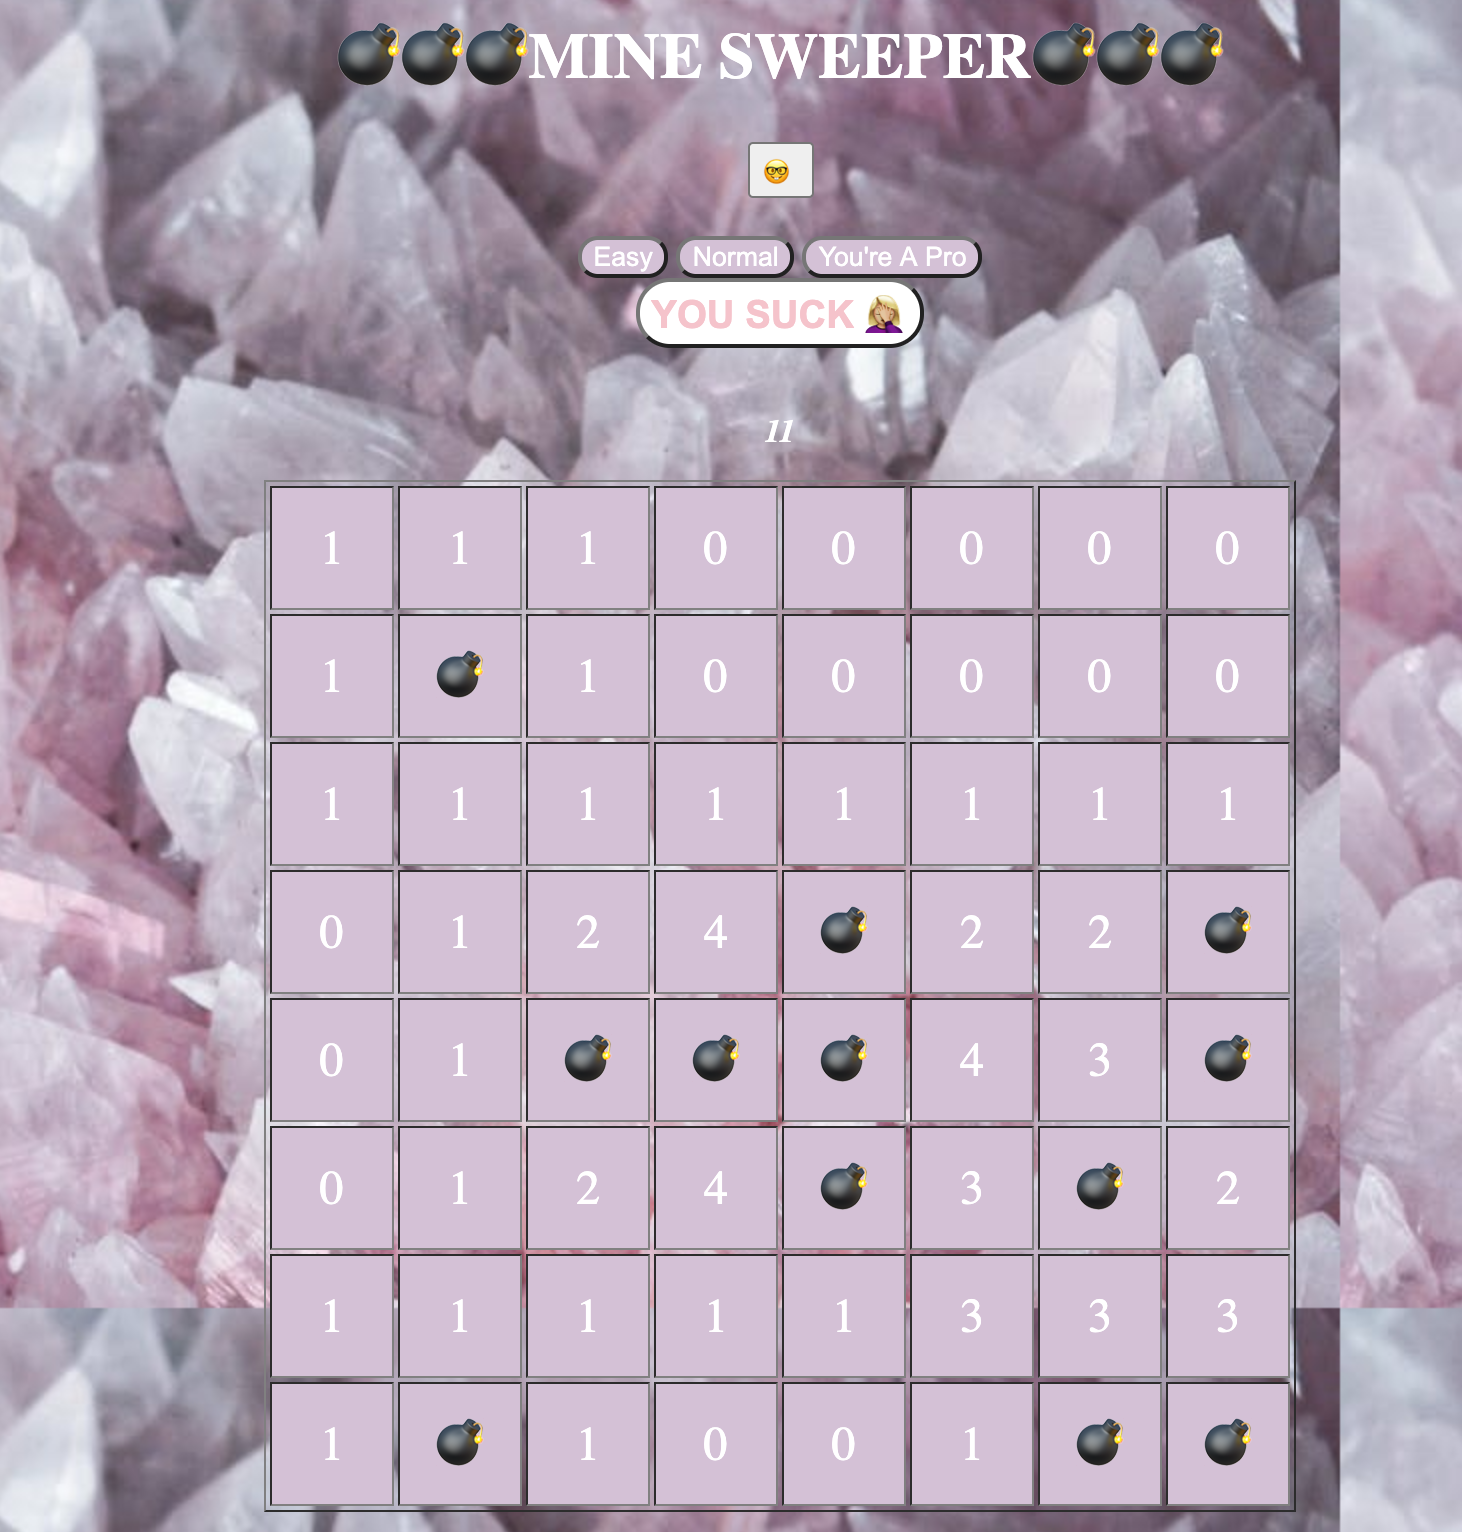 💣💣💣MINE SWEEPER💣💣💣
🤓
Easy Normal You're A Pro
YOU SUCK 🤦🏼‍♀️
11
1 1 1 0 0 0 0 0
1 💣 1 0 0 0 0 0
1 1 1 1 1 1 1 1
0 1 2 4 💣 2 2 💣
0 1 💣 💣 💣 4 3 💣
0 1 2 4 💣 3 💣 2
1 1 1 1 1 3 3 3
1 💣 1 0 0 1 💣 💣